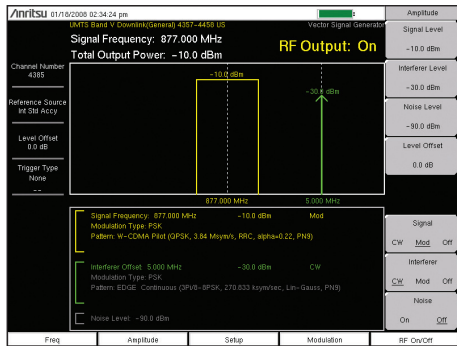 Anritsu 01/18/2008 02:34:24 pm
Amplitude
UMTS Band V Downlink(General) 4357-4458 US
Vector Signal Generator
Signal Frequency: 877.000 MHz
Total Output Power: -10.0 dBm
RF Output: On
Channel Number
4385
Reference Source
Int Std Accy
Level Offset
0.0 dB
Trigger Type
None
--
-10.0 dBm
-30.0 dBm
877.000 MHz
5.000 MHz
Signal Frequency: 877.000 MHz -10.0 dBm Mod
Modulation Type: PSK
Pattern: W-CDMA Pilot (QPSK, 3.84 Msym/s, RRC, alpha=0.22, PN9)
Interferer Offset: 5.000 MHz -30.0 dBm CW
Modulation Type: PSK
Pattern: EDGE Continuous (3Pi/8-8PSK, 270.833 ksym/sec, Lin-Gauss, PN9)
Noise Level: -90.0 dBm
Signal Level
-10.0 dBm
Interferer Level
-30.0 dBm
Noise Level
-90.0 dBm
Level Offset
0.0 dB
Signal
CW Mod Off
Interferer
CW Mod Off
Noise
On Off
Freq Amplitude Setup Modulation RF On/Off